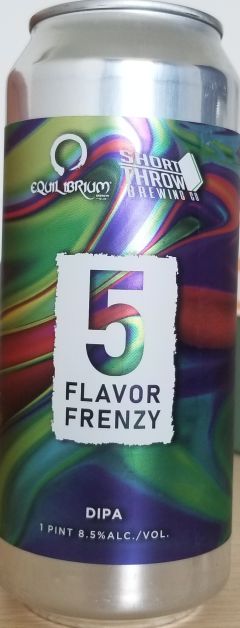 EQUILIBRIUM
SHORT
THROW
BREWING CO
5
FLAVOR
FRENZY
DIPA
1 PINT 8.5%ALC./VOL.